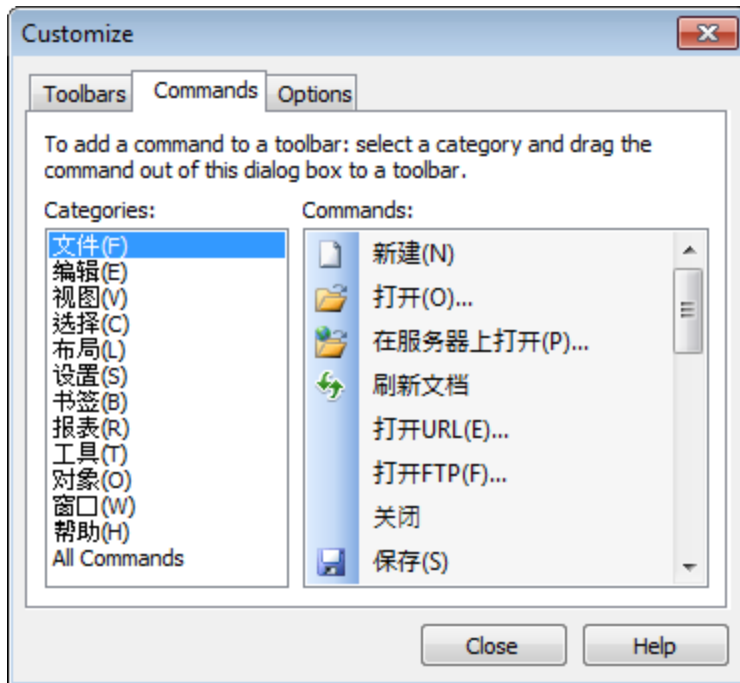 Customize
Toolbars
Commands
Options
To add a command to a toolbar: select a category and drag the
command out of this dialog box to a toolbar.
Categories:
文件(F)
编辑(E)
视图(V)
选择(C)
布局(L)
设置(S)
书签(B)
报表(R)
工具(T)
对象(O)
窗口(W)
帮助(H)
All Commands
Commands:
新建(N)
打开(O)...
在服务器上打开(P)...
刷新文档
打开URL(E)...
打开FTP(F)...
关闭
保存(S)
Close
Help